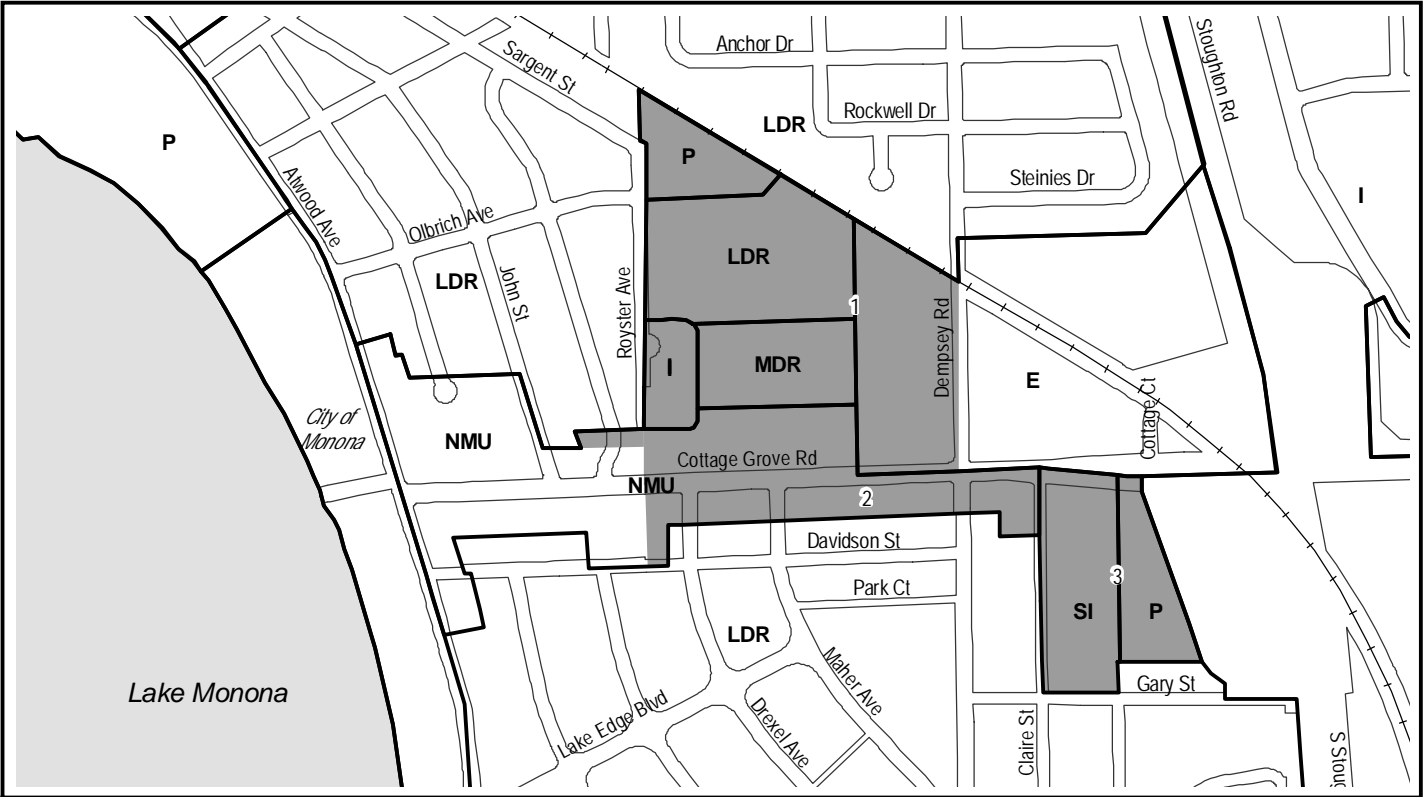 Anchor Dr
Sargent St
Stoughton Rd
Rockwell Dr
LDR
P
P
Steinies Dr
I
Atwood Ave
Olbrich Ave
LDR
LDR
John St
Royster Ave
1
Dempsey Rd
I
MDR
E
Cottage Ct
City of
Monona
NMU
Cottage Grove Rd
NMU
2
Davidson St
3
Park Ct
SI
P
LDR
Maher Ave
Gary St
Lake Monona
Lake Edge Blvd
Drexel Ave
Claire St
S Stoug